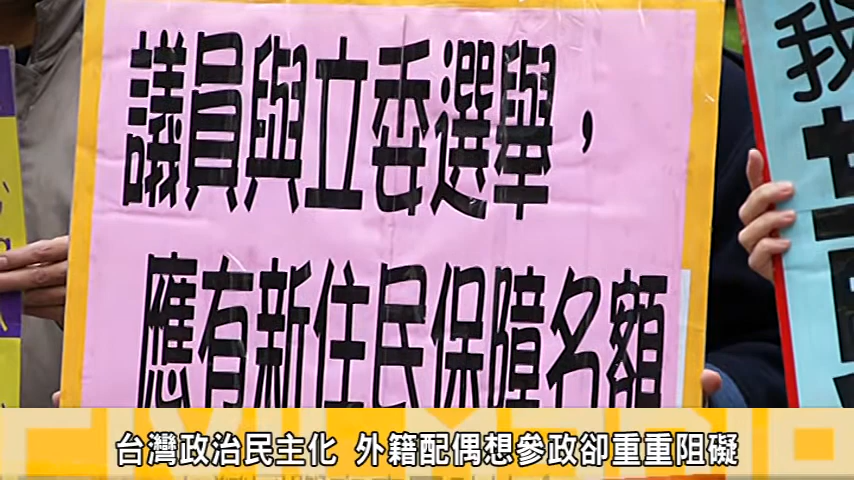 議員與立委選舉，
應有新住民保障名額
我
台灣政治民主化 外籍配偶想參政卻重重阻礙